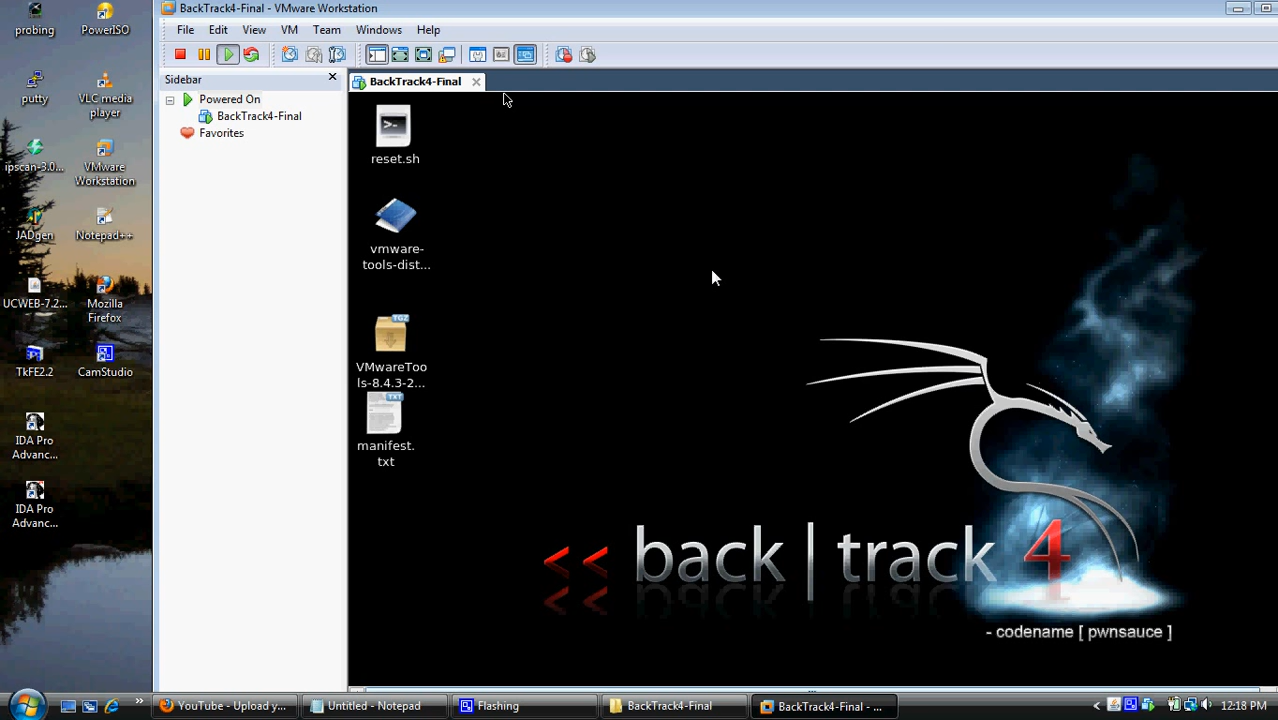 BackTrack4-Final - VMware Workstation
File Edit View VM Team Windows Help
Sidebar
Powered On
BackTrack4-Final
Favorites
BackTrack4-Final
probing
PowerISO
putty
VLC media
player
ipscan-3.0...
VMware
Workstation
JADgen
Notepad++
UCWEB-7.2...
Mozilla
Firefox
TkFE2.2
CamStudio
IDA Pro
Advanc...
IDA Pro
Advanc...
reset.sh
vmware-
tools-dist...
TGZ
VMwareToo
ls-8.4.3-2...
TXT
manifest.
txt
<< back | track 4
- codename [ pwnsauce ]
YouTube - Upload y...
Untitled - Notepad
Flashing
BackTrack4-Final
BackTrack4-Final - ...
12:18 PM